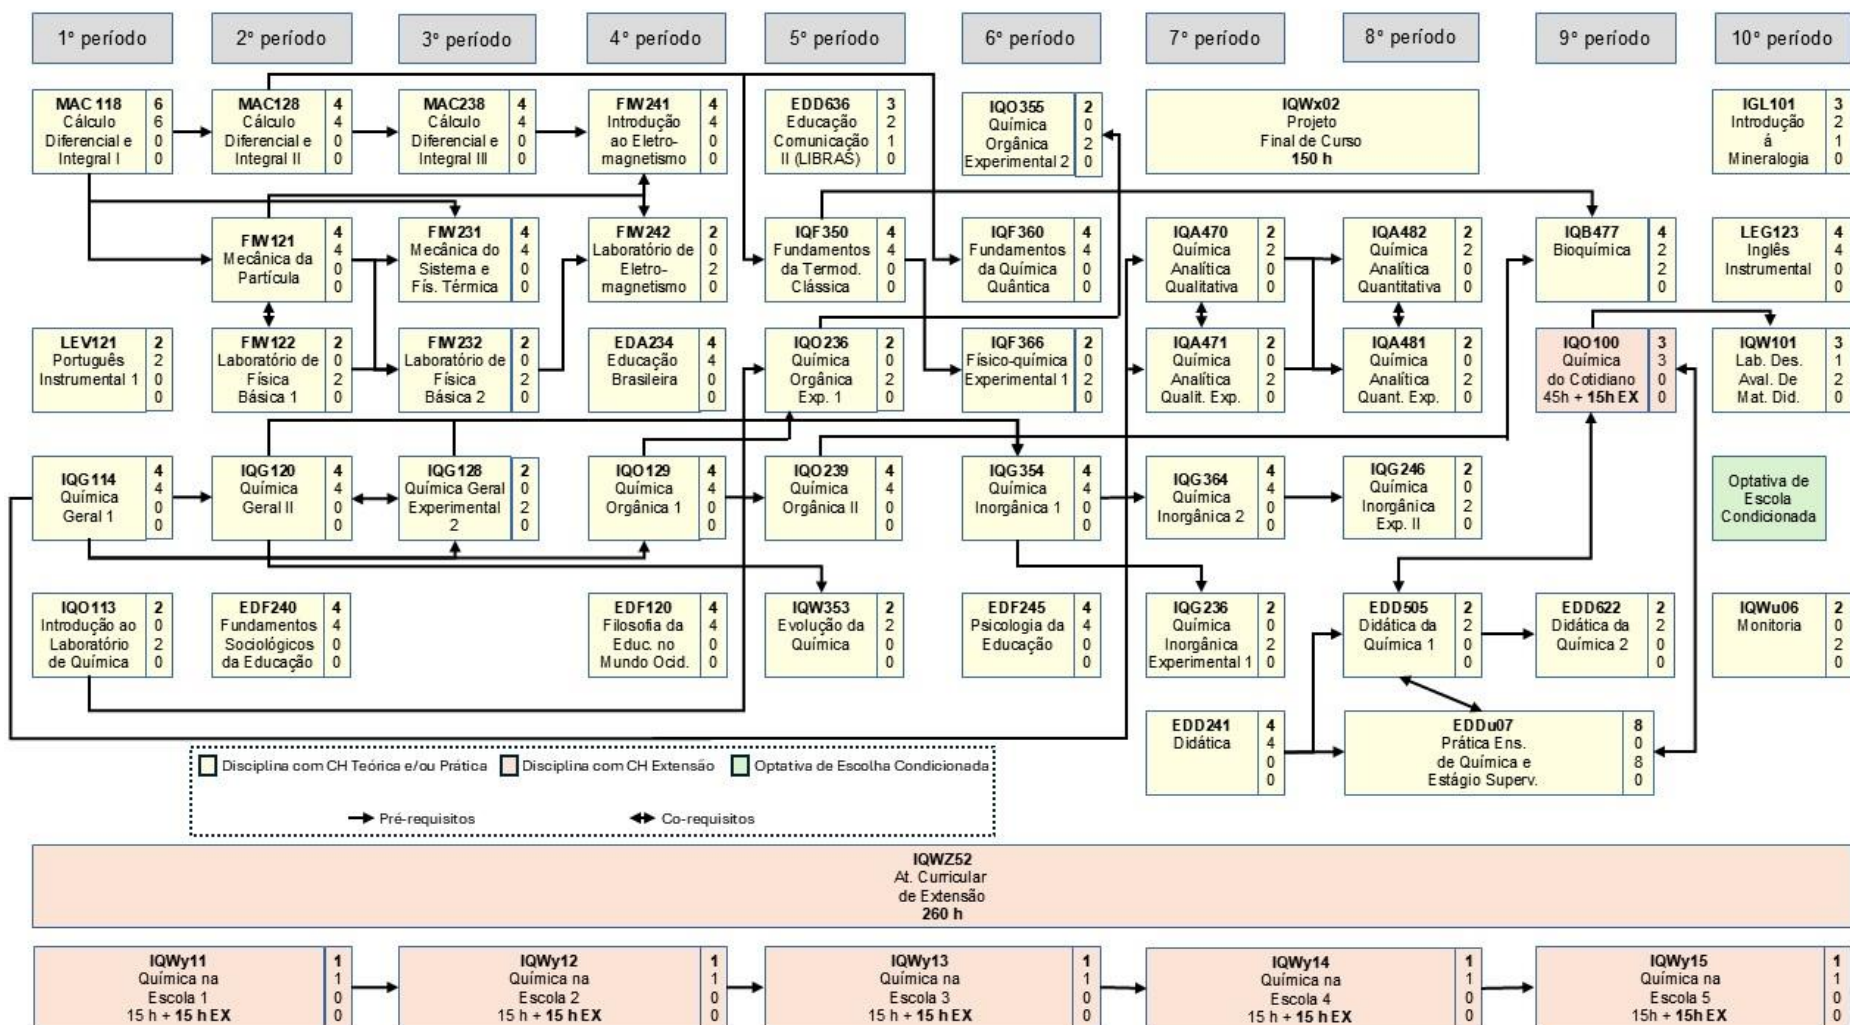 1° período
2° período
3° período
4° período
5° período
6° período
7° período
8° período
9° período
10° período
MAC 118
Cálculo
Diferencial e
Integral I
6
6
0
0
MAC128
Cálculo
Diferencial e
Integral II
4
4
0
0
MAC238
Cálculo
Diferencial e
Integral III
4
4
0
0
FIW241
Introdução
ao Eletro-
magnetismo
4
4
0
0
EDD636
Educação
Comunicação
II (LIBRAS)
3
2
1
0
IQO355
Química
Orgânica
Experimental 2
2
0
2
0
IQWx02
Projeto
Final de Curso
150 h
IGL101
Introdução
á
Mineralogia
3
2
1
0
FIW121
Mecânica da
Partícula
4
4
0
0
FIW231
Mecânica do
Sistema e
Fís. Térmica
4
4
0
0
FIW242
Laboratório de
Eletro-
magnetismo
2
0
2
0
IQF350
Fundamentos
da Termod.
Clássica
4
4
0
0
IQF360
Fundamentos
da Química
Quântica
4
4
0
0
IQA470
Química
Analítica
Qualitativa
2
2
0
0
IQA482
Química
Analítica
Quantitativa
2
2
0
0
IQB477
Bioquímica
4
2
2
0
LEG123
Inglês
Instrumental
4
4
0
0
LEV121
Português
Instrumental 1
2
2
0
0
FIW122
Laboratório de
Física
Básica 1
2
0
2
0
FIW232
Laboratório de
Física
Básica 2
2
0
2
0
EDA234
Educação
Brasileira
4
4
0
0
IQO236
Química
Orgânica
Exp. 1
2
0
2
0
IQF366
Físico-química
Experimental 1
2
0
2
0
IQA471
Química
Analítica
Qualit. Exp.
2
0
2
0
IQA481
Química
Analítica
Quant. Exp.
2
0
2
0
IQO100
Química
do Cotidiano
45h + 15h EX
3
3
0
0
IQW101
Lab. Des.
Aval. De
Mat. Did.
3
1
2
0
IQG114
Química
Geral 1
4
4
0
0
IQG120
Química
Geral II
4
4
0
0
IQG128
Química Geral
Experimental
2
2
0
2
0
IQO129
Química
Orgânica 1
4
4
0
0
IQO239
Química
Orgânica II
4
4
0
0
IQG354
Química
Inorgânica 1
4
4
0
0
IQG364
Química
Inorgânica 2
4
4
0
0
IQG246
Química
Inorgânica
Exp. II
2
0
2
0
Optativa de
Escola
Condicionada
IQO113
Introdução ao
Laboratório
de Química
2
0
2
0
EDF240
Fundamentos
Sociológicos
da Educação
4
4
0
0
EDF120
Filosofia da
Educ. no
Mundo Ocid.
4
4
0
0
IQW353
Evolução da
Química
2
2
0
0
EDF245
Psicologia da
Educação
4
4
0
0
IQG236
Química
Inorgânica
Experimental 1
2
0
2
0
EDD505
Didática da
Química 1
2
2
0
0
EDD622
Didática da
Química 2
2
2
0
0
IQWu06
Monitoria
2
0
2
0
EDD241
Didática
4
4
0
0
EDDu07
Prática Ens.
de Química e
Estágio Superv.
8
0
8
0
Disciplina com CH Teórica e/ou Prática
Disciplina com CH Extensão
Optativa de Escolha Condicionada
Pré-requisitos
Co-requisitos
IQWZ52
At. Curricular
de Extensão
260 h
IQWy11
Química na
Escola 1
15 h + 15 h EX
1
1
0
0
IQWy12
Química na
Escola 2
15 h + 15 h EX
1
1
0
0
IQWy13
Química na
Escola 3
15 h + 15 h EX
1
1
0
0
IQWy14
Química na
Escola 4
15 h + 15 h EX
1
1
0
0
IQWy15
Química na
Escola 5
15h + 15h EX
1
1
0
0